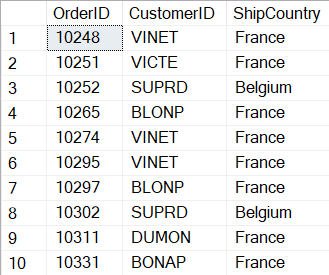 OrderID CustomerID ShipCountry
1 10248 VINET France
2 10251 VICTE France
3 10252 SUPRD Belgium
4 10265 BLONP France
5 10274 VINET France
6 10295 VINET France
7 10297 BLONP France
8 10302 SUPRD Belgium
9 10311 DUMON France
10 10331 BONAP France